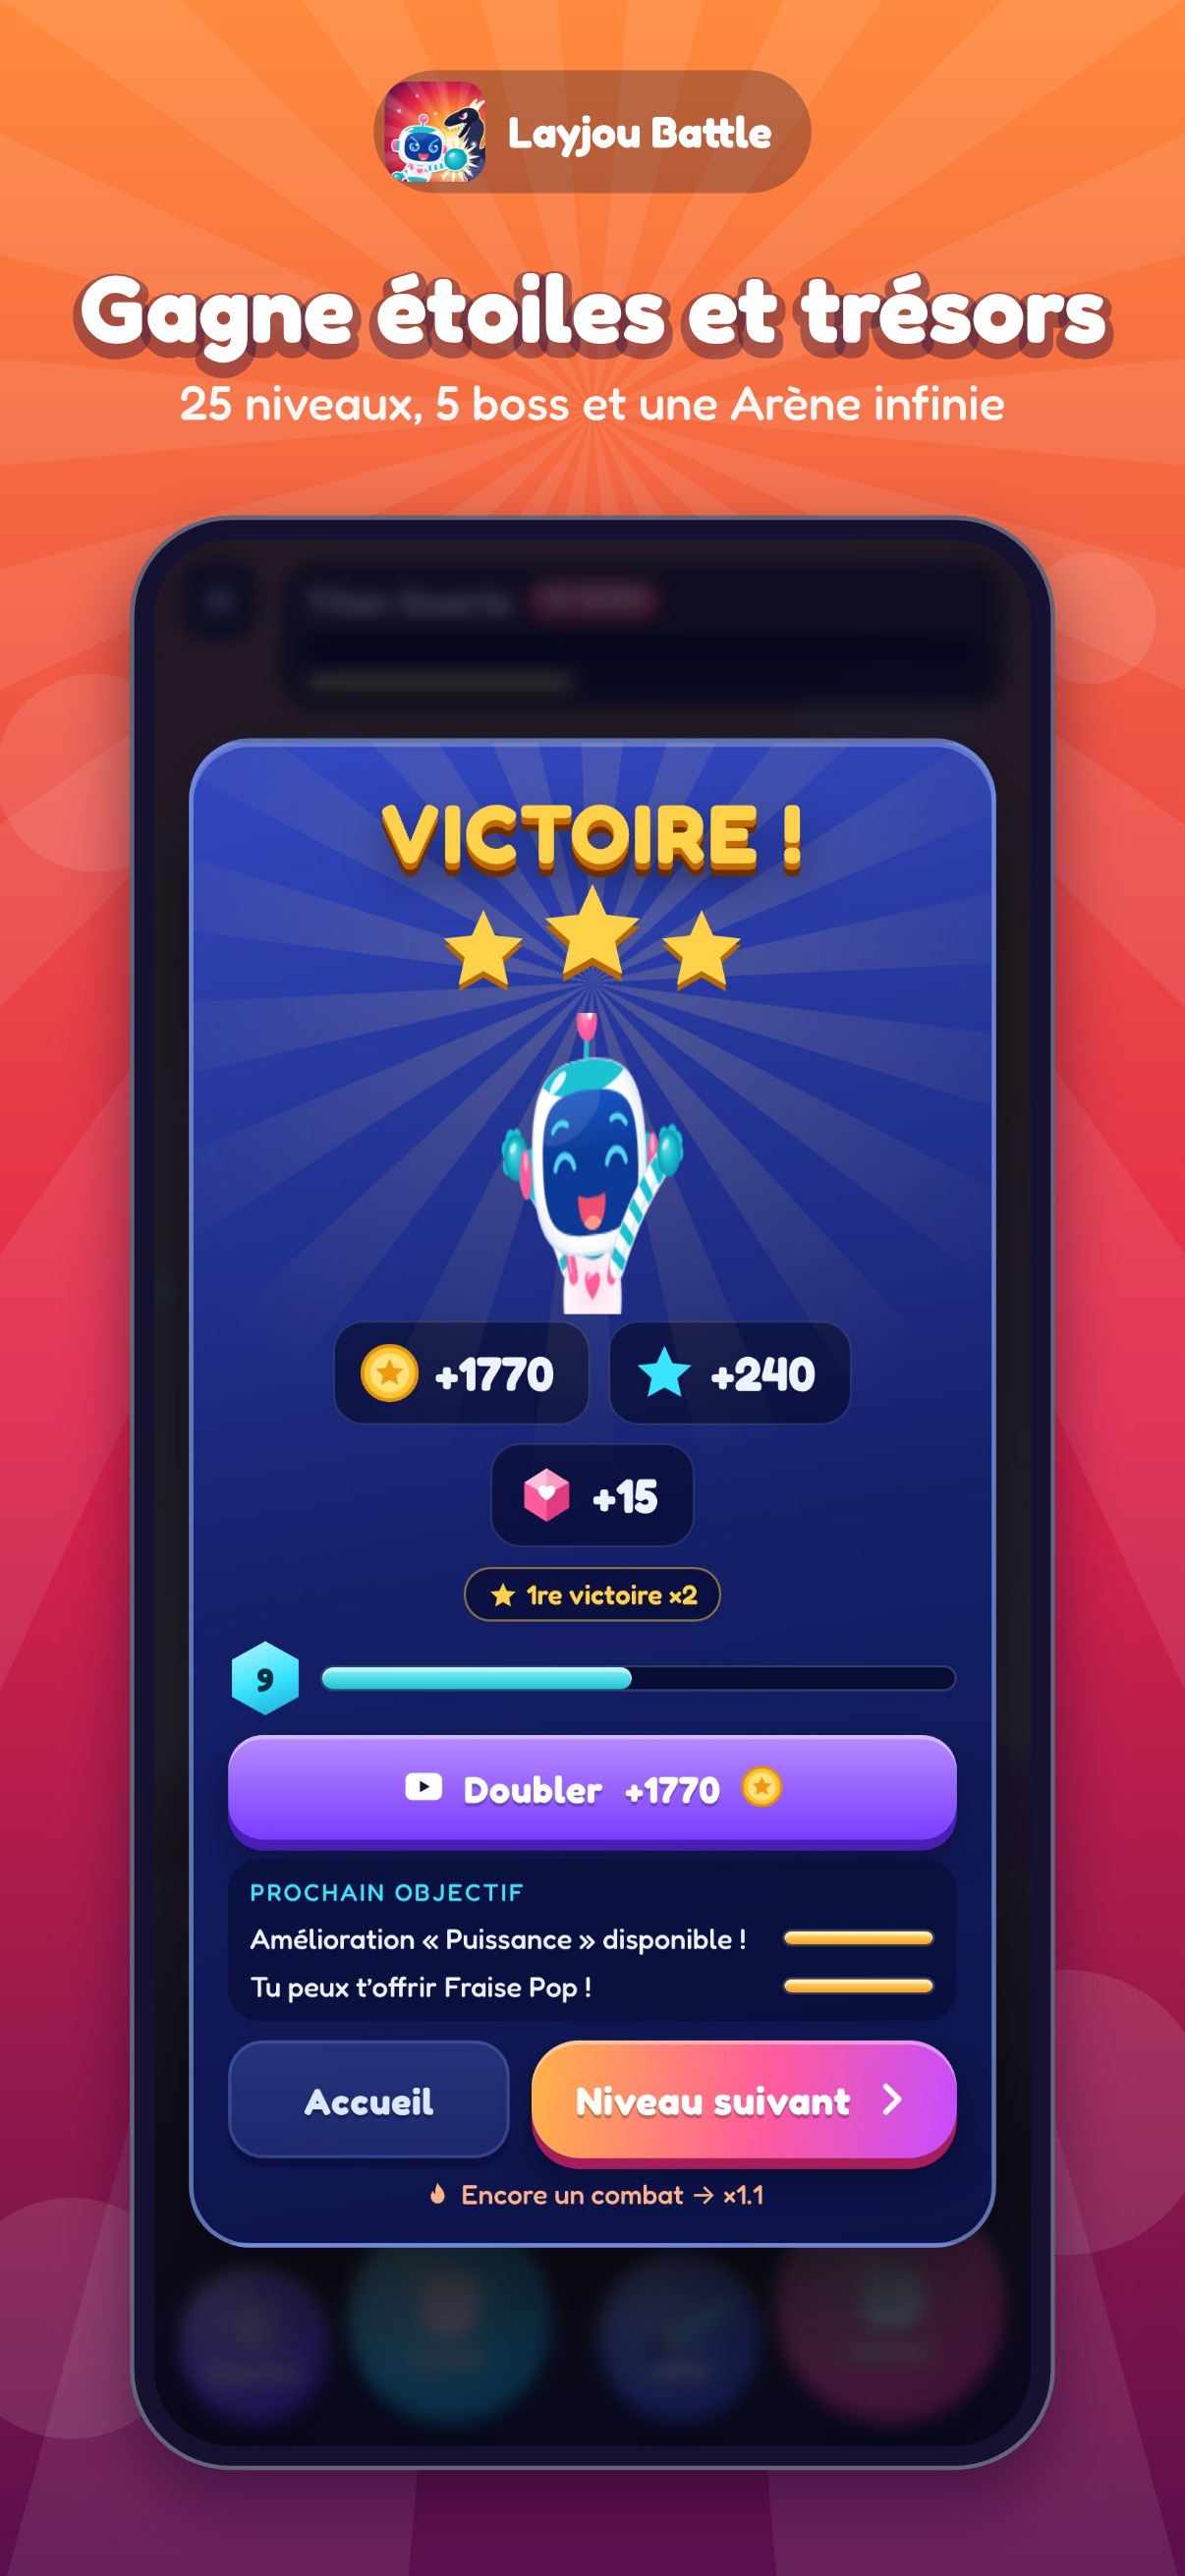 Layjou Battle
Gagne étoiles et trésors
25 niveaux, 5 boss et une Arène infinie
VICTOIRE !
+1770 +240
+15
1re victoire x2
9
Doubler +1770
PROCHAIN OBJECTIF
Amélioration « Puissance » disponible !
Tu peux t’offrir Fraise Pop !
Accueil Niveau suivant
Encore un combat → x1.1